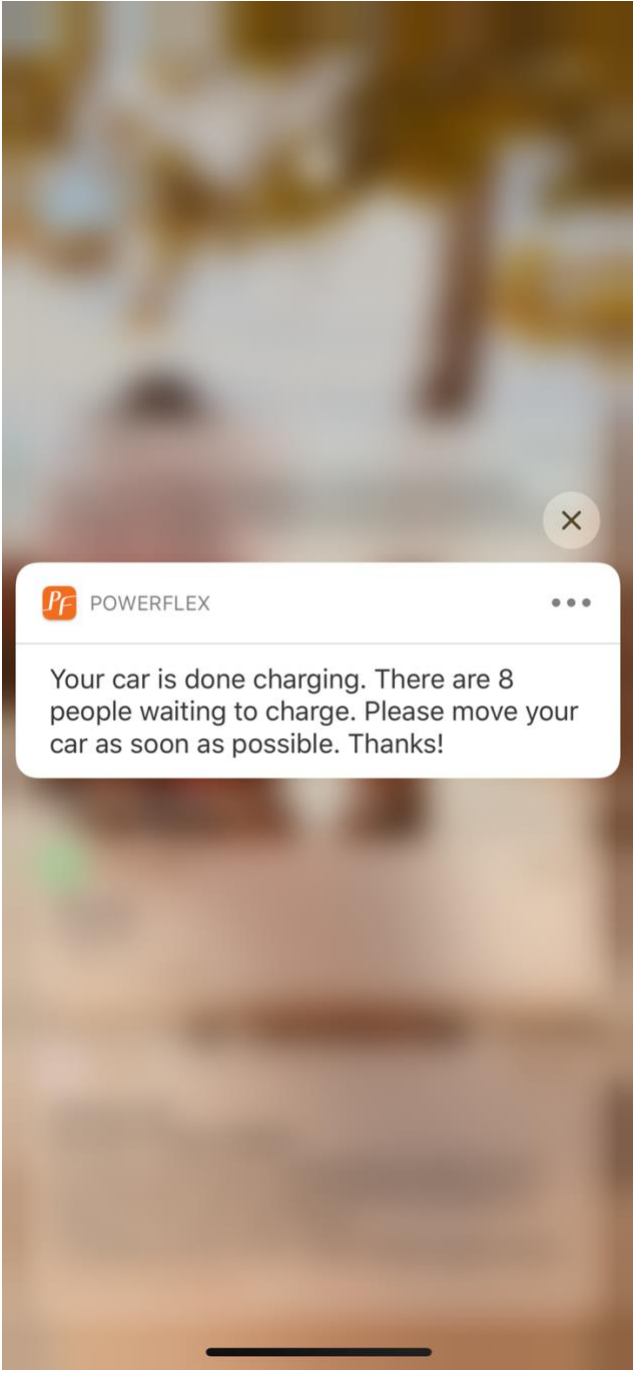 PF POWERFLEX
Your car is done charging. There are 8
people waiting to charge. Please move your
car as soon as possible. Thanks!